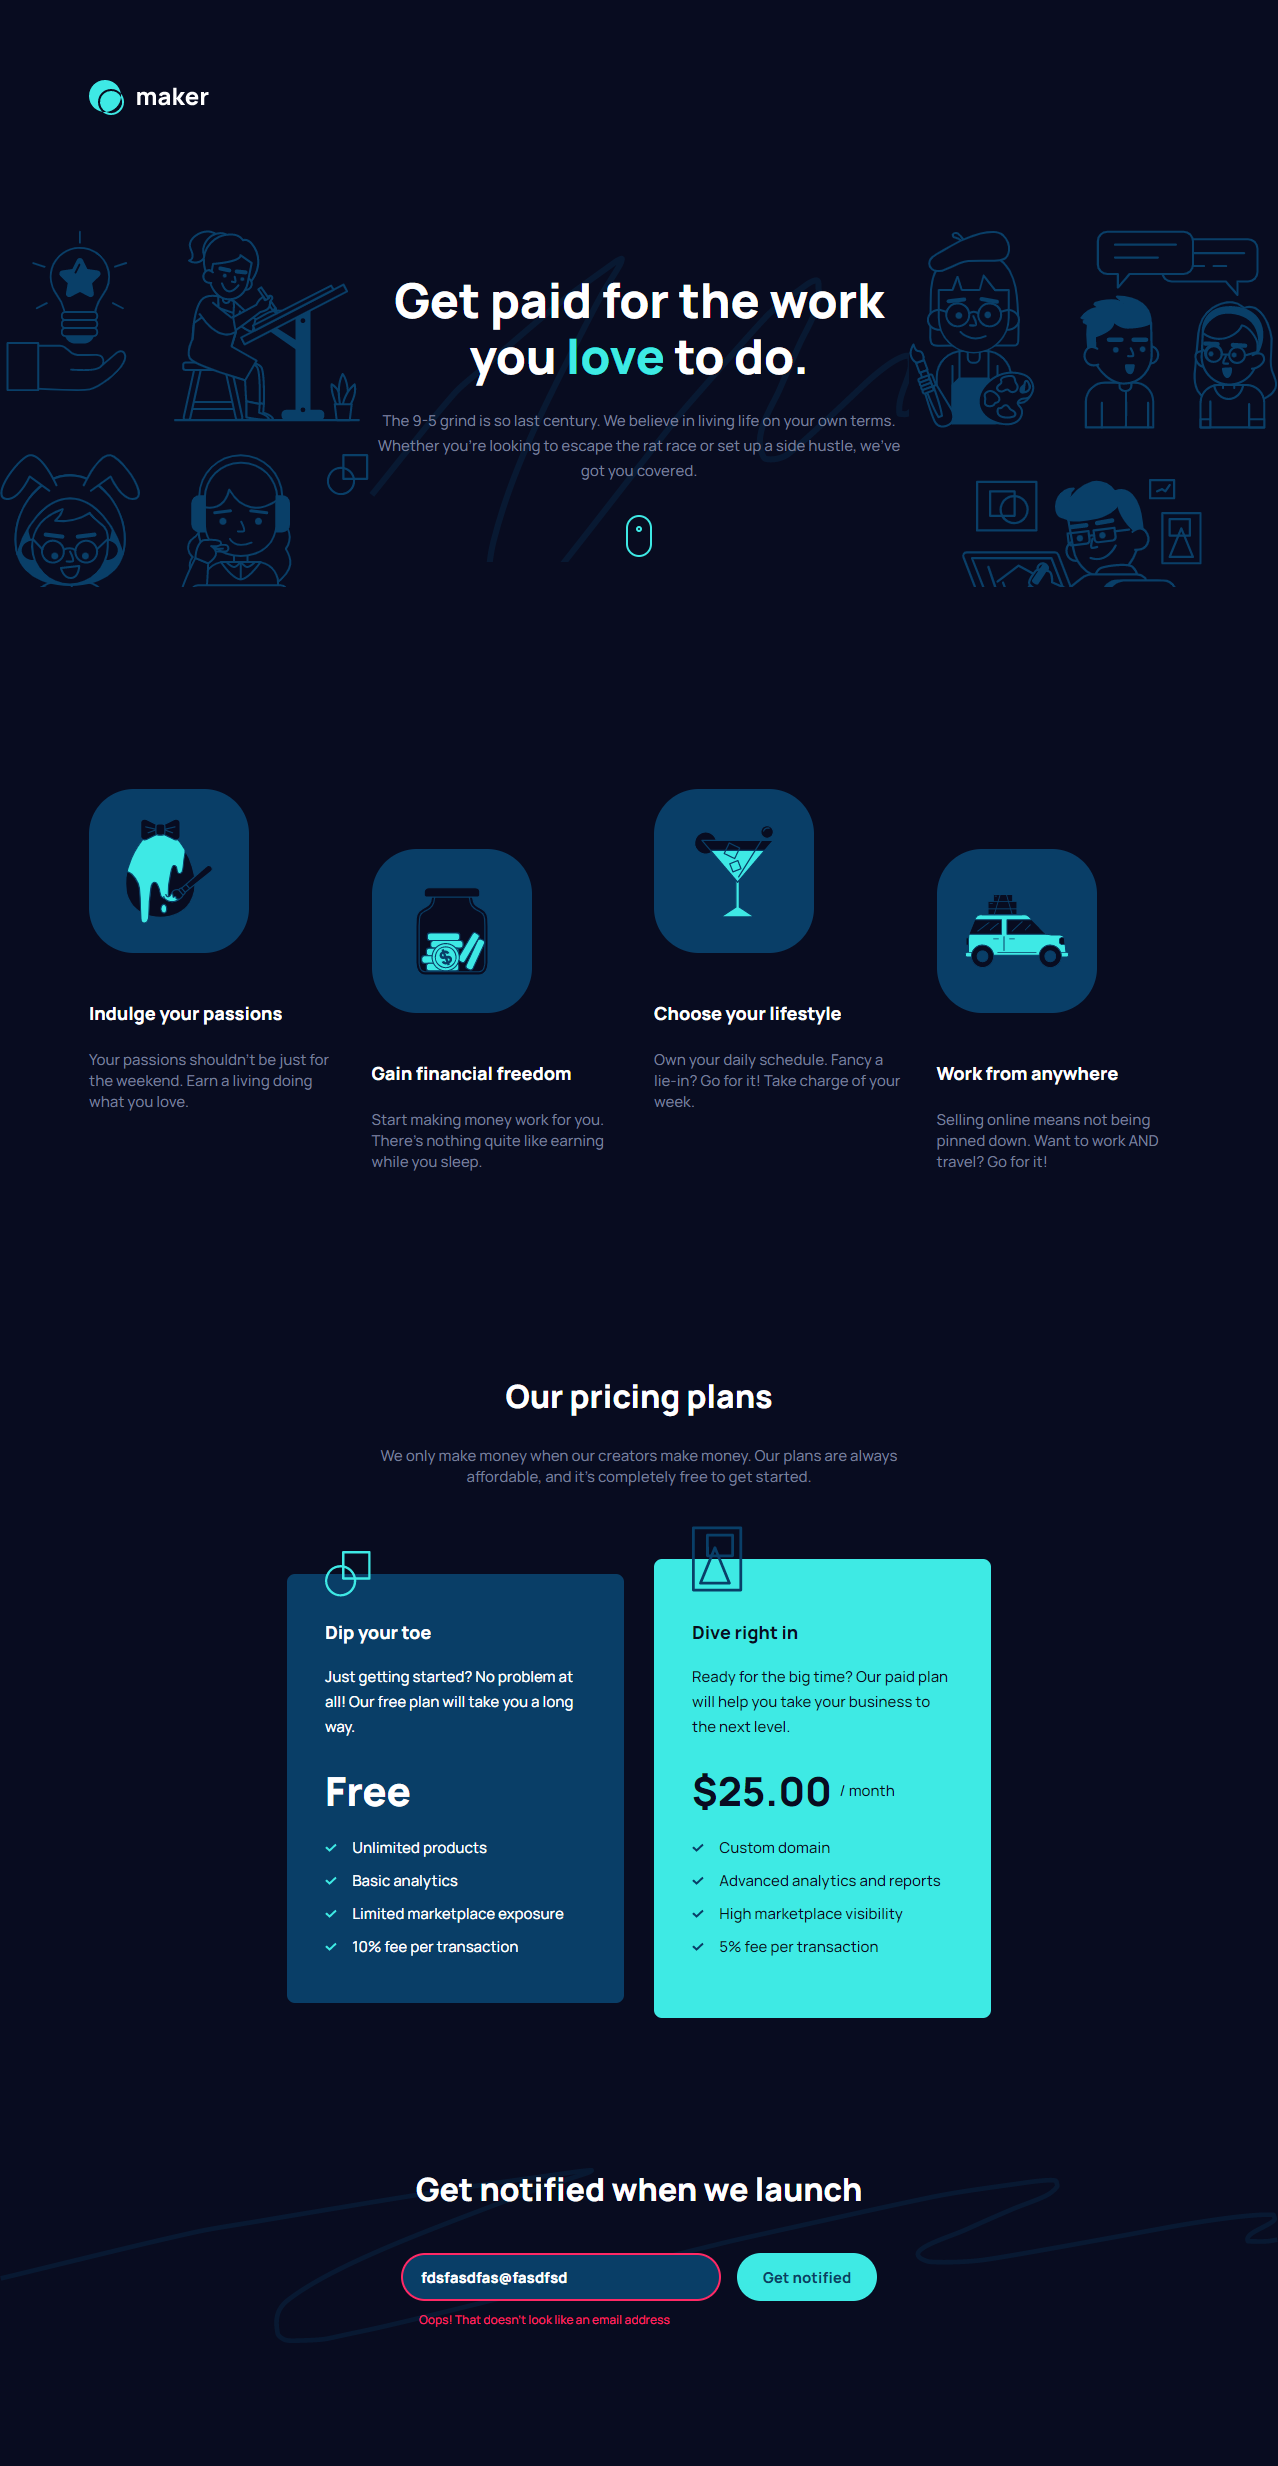 maker
Get paid for the work
you love to do.
The 9-5 grind is so last century. We believe in living life on your own terms.
Whether you're looking to escape the rat race or set up a side hustle, we've
got you covered.
Indulge your passions
Your passions shouldn't be just for
the weekend. Earn a living doing
what you love.
Gain financial freedom
Start making money work for you.
There's nothing quite like earning
while you sleep.
Choose your lifestyle
Own your daily schedule. Fancy a
lie-in? Go for it! Take charge of your
week.
Work from anywhere
Selling online means not being
pinned down. Want to work AND
travel? Go for it!
Our pricing plans
We only make money when our creators make money. Our plans are always
affordable, and it's completely free to get started.
Dip your toe
Just getting started? No problem at
all! Our free plan will take you a long
way.
Free
Unlimited products
Basic analytics
Limited marketplace exposure
10% fee per transaction
Dive right in
Ready for the big time? Our paid plan
will help you take your business to
the next level.
$25.00 / month
Custom domain
Advanced analytics and reports
High marketplace visibility
5% fee per transaction
Get notified when we launch
fdsfasdfas@fasdfsd
Get notified
Oops! That doesn't look like an email address